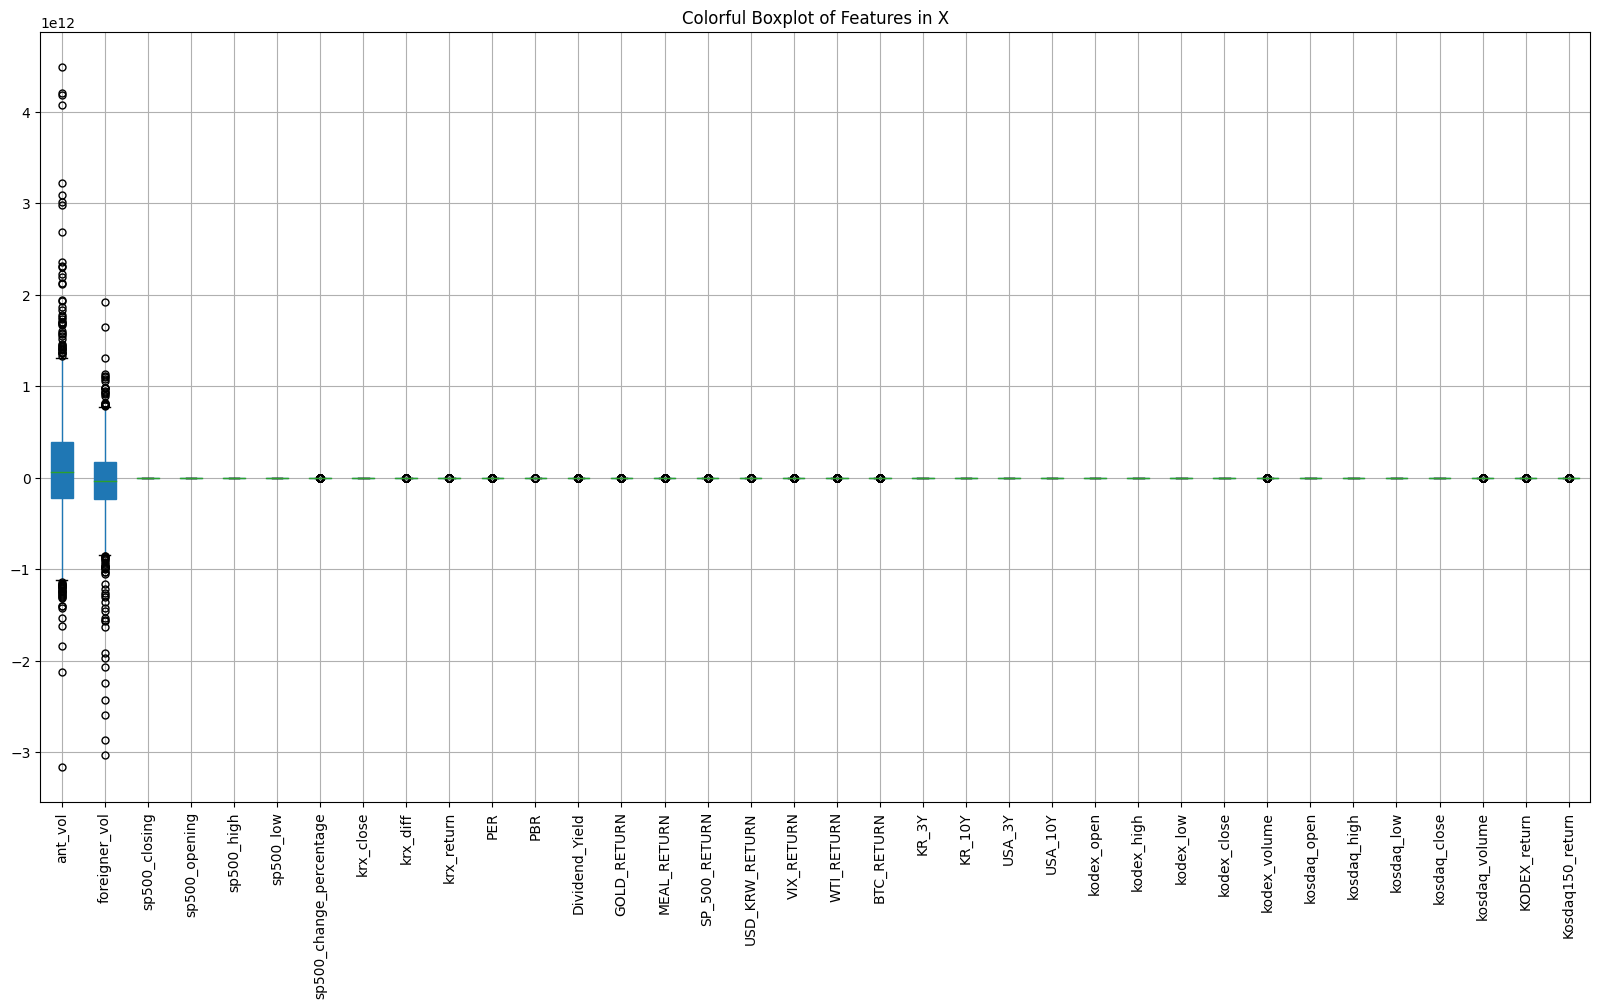 Colorful Boxplot of Features in X
1e12
4
3
2
1
0
−1
−2
−3
ant_vol
foreigner_vol
sp500_closing
sp500_opening
sp500_high
sp500_low
sp500_change_percentage
krx_close
krx_diff
krx_return
PER
PBR
Dividend_Yield
GOLD_RETURN
MEAL_RETURN
SP_500_RETURN
USD_KRW_RETURN
VIX_RETURN
WTI_RETURN
BTC_RETURN
KR_3Y
KR_10Y
USA_3Y
USA_10Y
kodex_open
kodex_high
kodex_low
kodex_close
kodex_volume
kosdaq_open
kosdaq_high
kosdaq_low
kosdaq_close
kosdaq_volume
KODEX_return
Kosdaq150_return